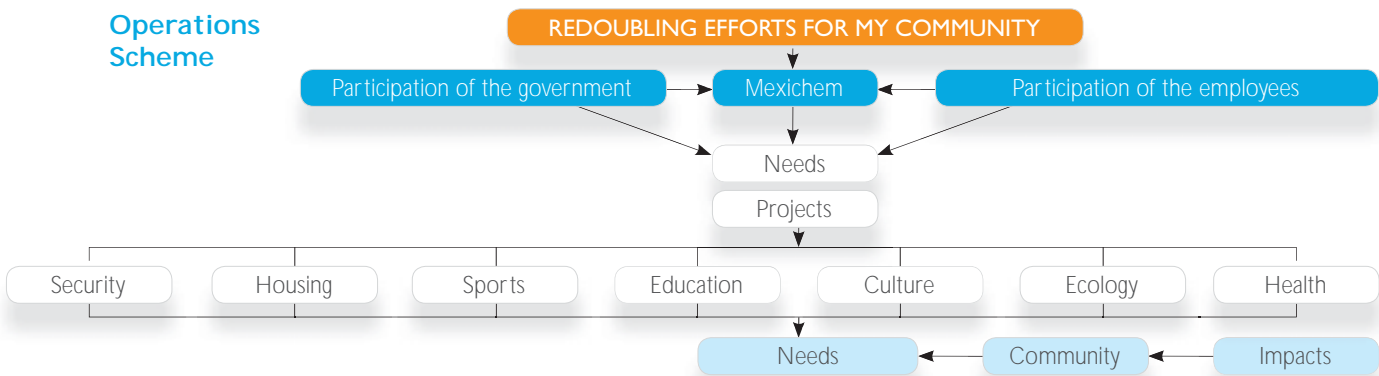 Operations
Scheme
REDOUBLING EFFORTS FOR MY COMMUNITY
Participation of the government
Mexichem
Participation of the employees
Needs
Projects
Security
Housing
Sports
Education
Culture
Ecology
Health
Needs
Community
Impacts